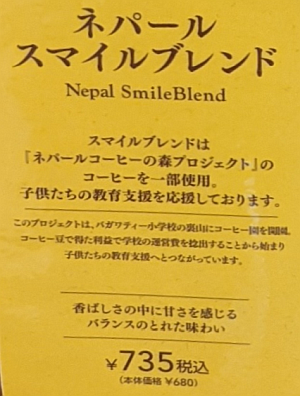 ネパール
スマイルブレンド
Nepal SmileBlend
スマイルブレンドは
『ネパールコーヒーの森プロジェクト』の
コーヒーを一部使用。
子供たちの教育支援を応援しております。
このプロジェクトは、バガワティー小学校の裏山にコーヒー園を開園。
コーヒー豆で得た利益で学校の運営費を捻出することから始まり
子供たちの教育支援へとつながっています。
香ばしさの中に甘さを感じる
バランスのとれた味わい
¥735税込
(本体価格 ¥680)